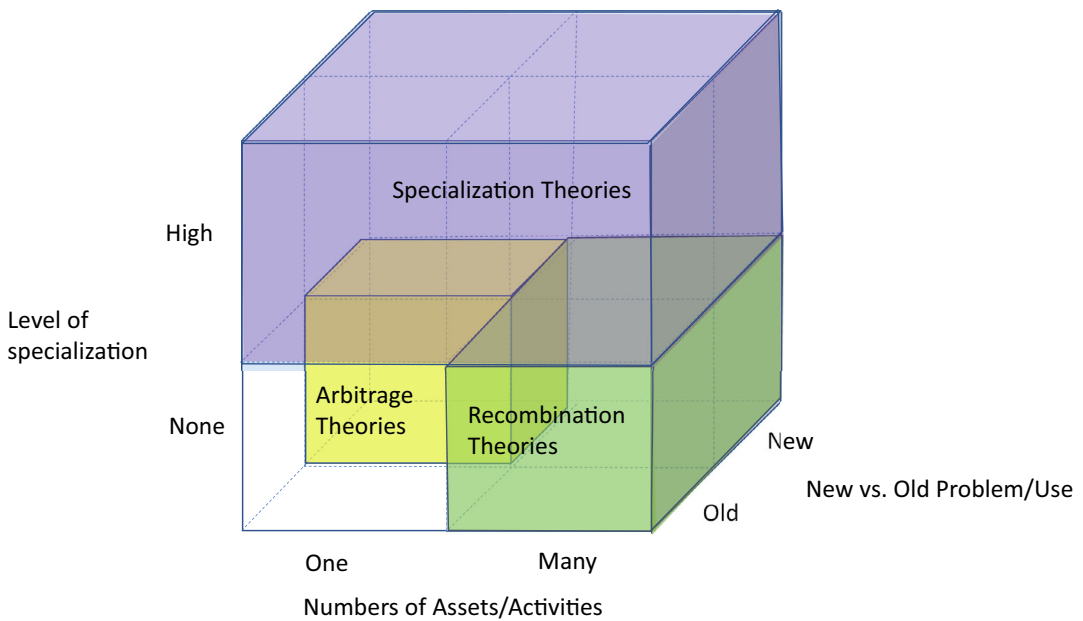 Specialization Theories
High
Level of
specialization
Arbitrage
Theories
Recombination
Theories
None
New
New vs. Old Problem/Use
Old
One
Many
Numbers of Assets/Activities